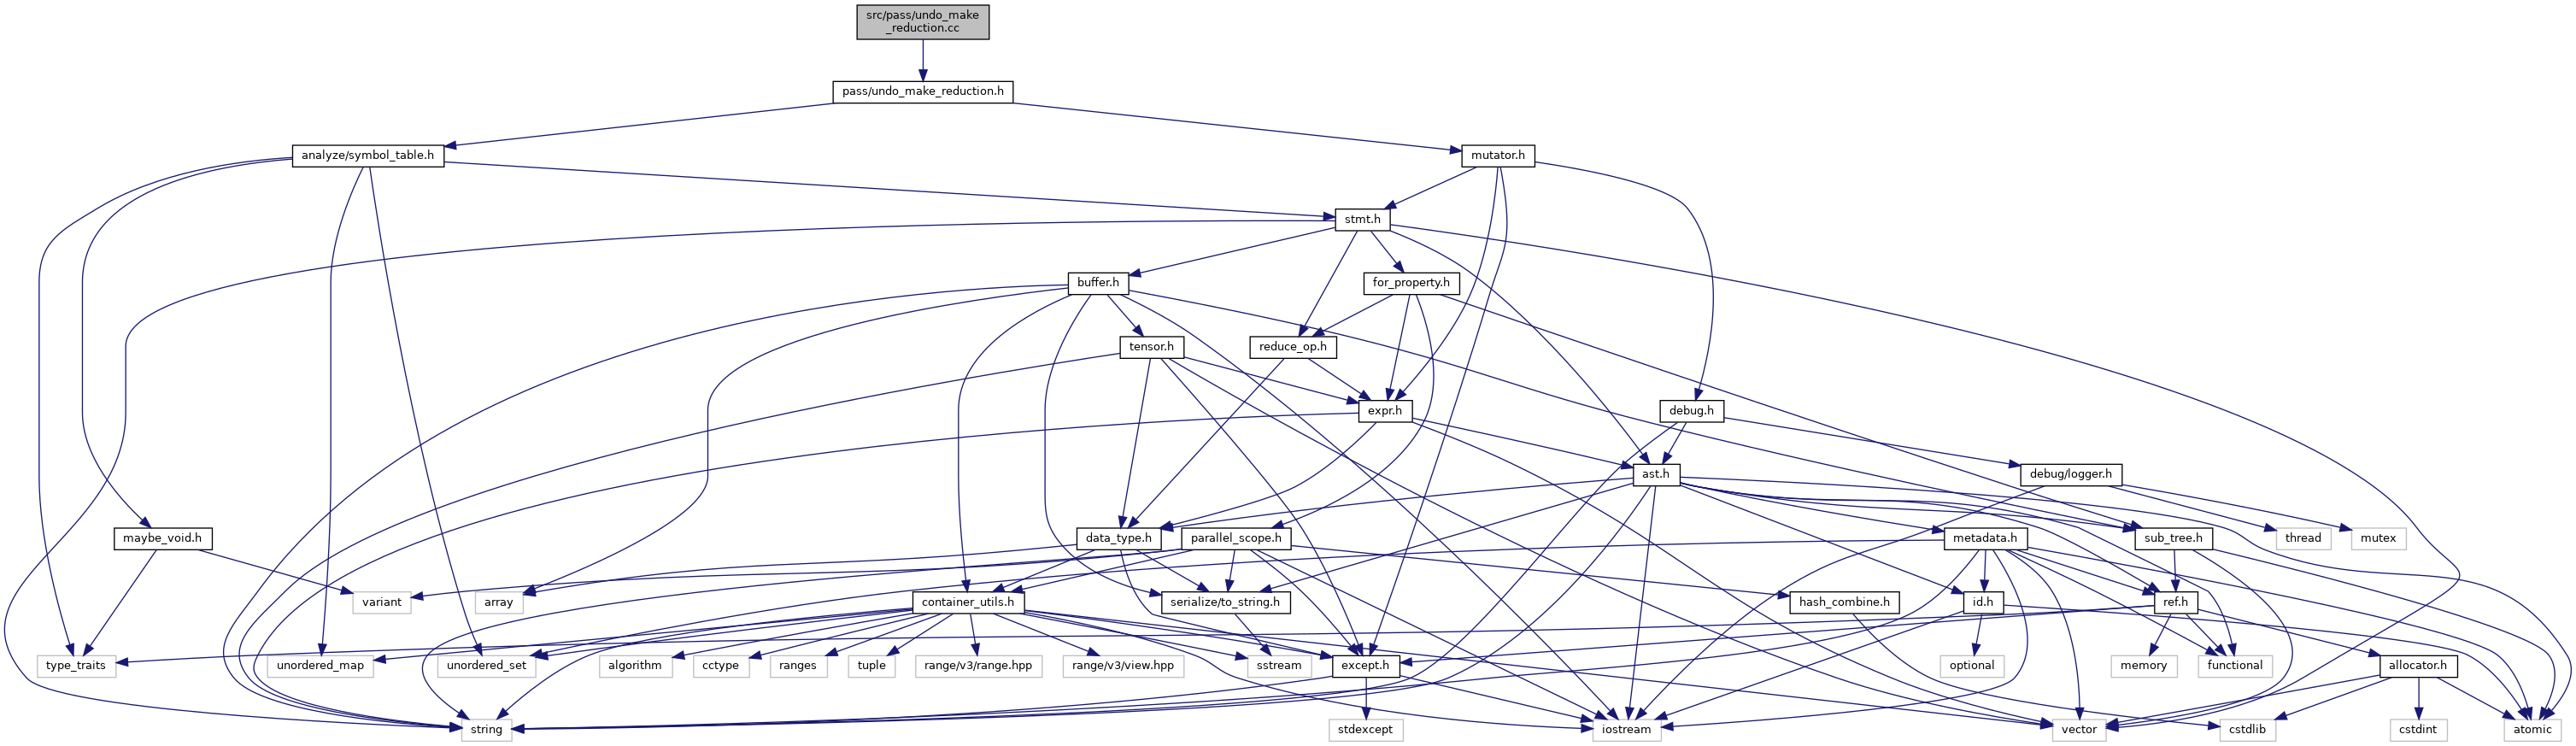 src/pass/undo_make
_reduction.cc
pass/undo_make_reduction.h
analyze/symbol_table.h
mutator.h
stmt.h
buffer.h
for_property.h
tensor.h
reduce_op.h
expr.h
debug.h
ast.h
debug/logger.h
maybe_void.h
data_type.h
parallel_scope.h
metadata.h
sub_tree.h
thread
mutex
variant
array
container_utils.h
serialize/to_string.h
hash_combine.h
id.h
ref.h
type_traits
unordered_map
unordered_set
algorithm
cctype
ranges
tuple
range/v3/range.hpp
range/v3/view.hpp
sstream
except.h
optional
memory
functional
allocator.h
string
stdexcept
iostream
vector
cstdlib
cstdint
atomic